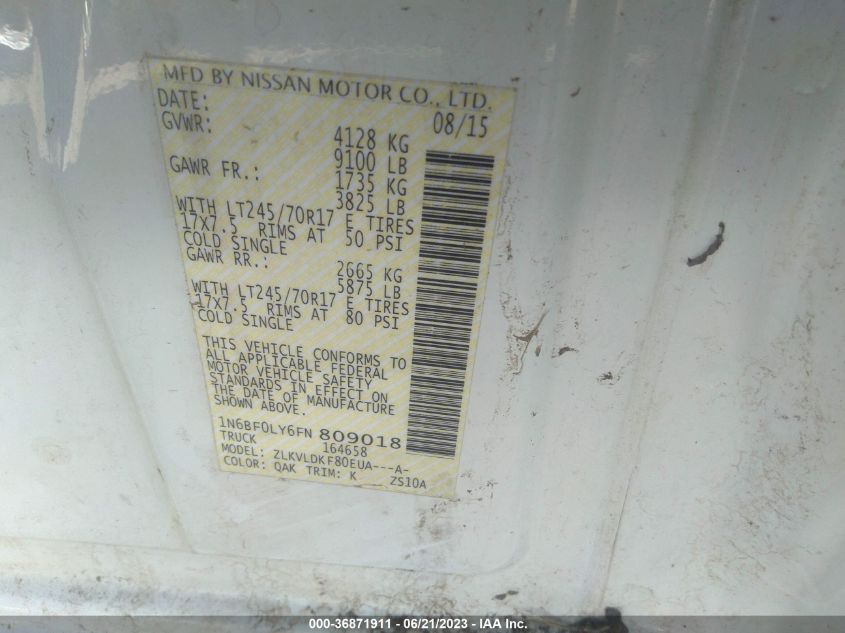 MFD BY NISSAN MOTOR CO., LTD.
DATE: 08/15
GVWR: 4128 KG
9100 LB
GAWR FR.: 1735 KG
3825 LB
WITH LT245/70R17 E TIRES
17X7.5 RIMS AT 50 PSI
COLD SINGLE
GAWR RR.: 2665 KG
5875 LB
WITH LT245/70R17 E TIRES
17X7.5 RIMS AT 80 PSI
COLD SINGLE
THIS VEHICLE CONFORMS TO
ALL APPLICABLE FEDERAL
MOTOR VEHICLE SAFETY
STANDARDS IN EFFECT ON
THE DATE OF MANUFACTURE
SHOWN ABOVE.
1N6BF0LY6FN 809018
TRUCK 164658
MODEL: ZLKVLDKF80EUA---A-
COLOR: QAK TRIM: K ZS10A
000-36871911 - 06/21/2023 - IAA Inc.